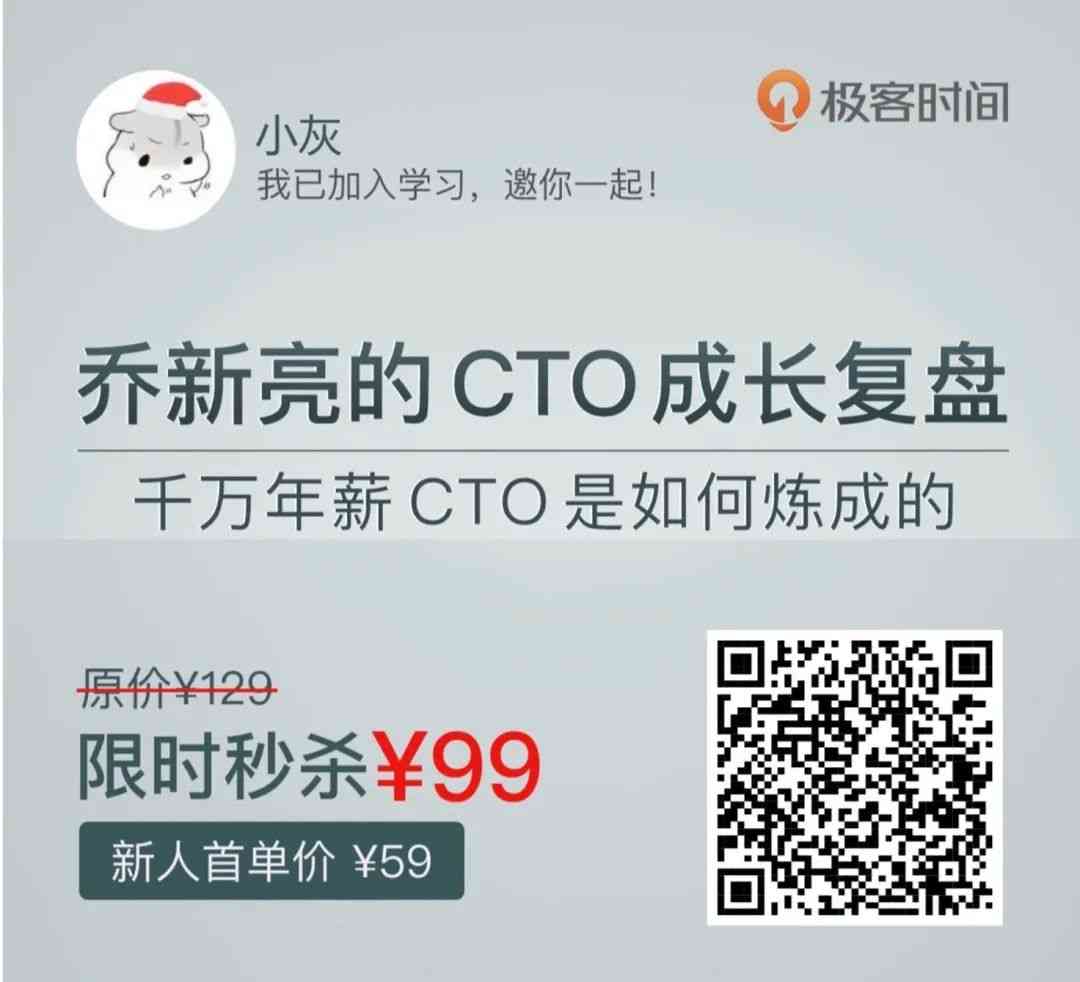 小灰
极客时间
我已加入学习，邀你一起！
乔新亮的CTO成长复盘
千万年薪CTO是如何炼成的
原价¥129
限时秒杀¥99
新人首单价 ¥59